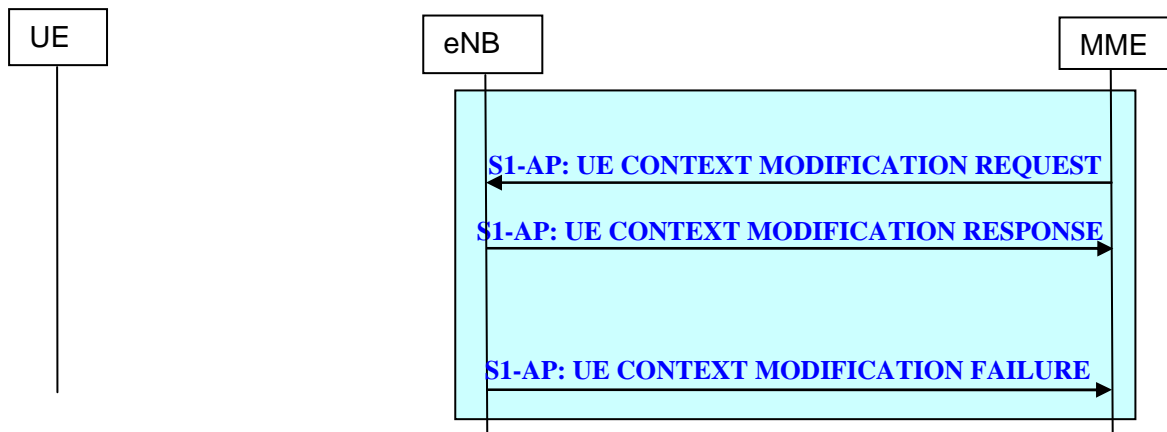 UE
eNB
MME
S1-AP: UE CONTEXT MODIFICATION REQUEST
S1-AP: UE CONTEXT MODIFICATION RESPONSE
S1-AP: UE CONTEXT MODIFICATION FAILURE